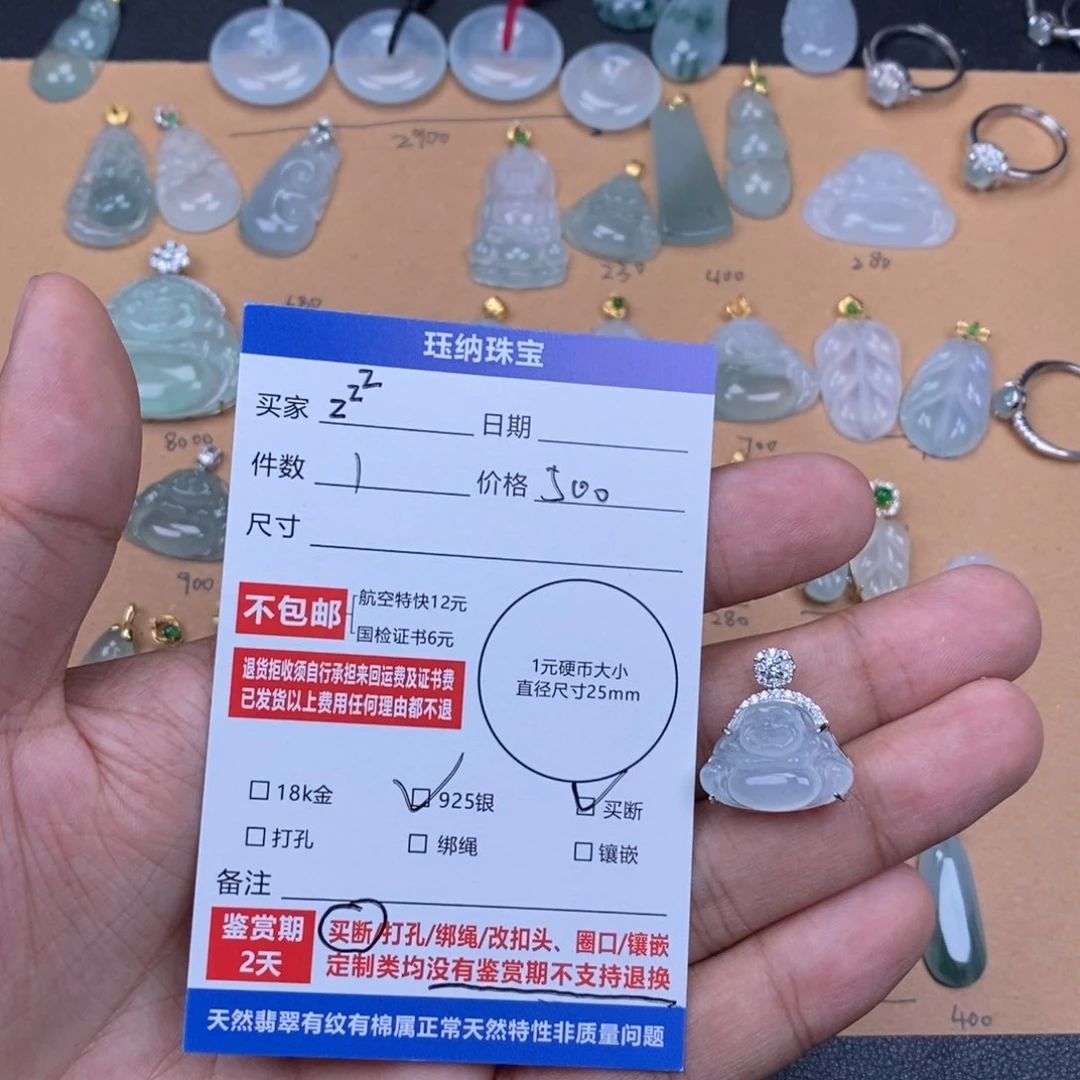 2900
230
400
280
680
珏纳珠宝
买家 zzz 日期
8000
700
件数 1 价格 500
尺寸
900
280
不包邮
航空特快12元
国检证书6元
退货拒收须自行承担来回运费及证书费
已发货以上费用任何理由都不退
1元硬币大小
直径尺寸25mm
18k金 925银 买断
打孔 绑绳 镶嵌
备注
鉴赏期
2天
买断/打孔/绑绳/改扣头、圈口/镶嵌
定制类均没有鉴赏期不支持退换
400
天然翡翠有纹有棉属正常天然特性非质量问题